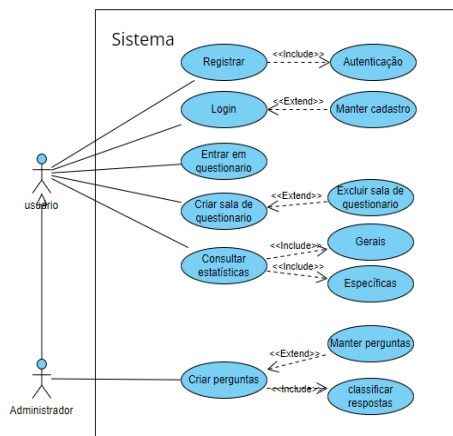 Sistema
Registrar
<<Include>>
Autenticação
Login
<<Extend>>
Manter cadastro
Entrar em
questionario
usuário
Criar sala de
questionario
<<Extend>>
Excluir sala de
questionario
Consultar
estatísticas
<<Include>>
Gerais
<<Include>>
Específicas
Manter perguntas
<<Extend>>
Criar perguntas
<<Include>>
classificar
respostas
Administrador